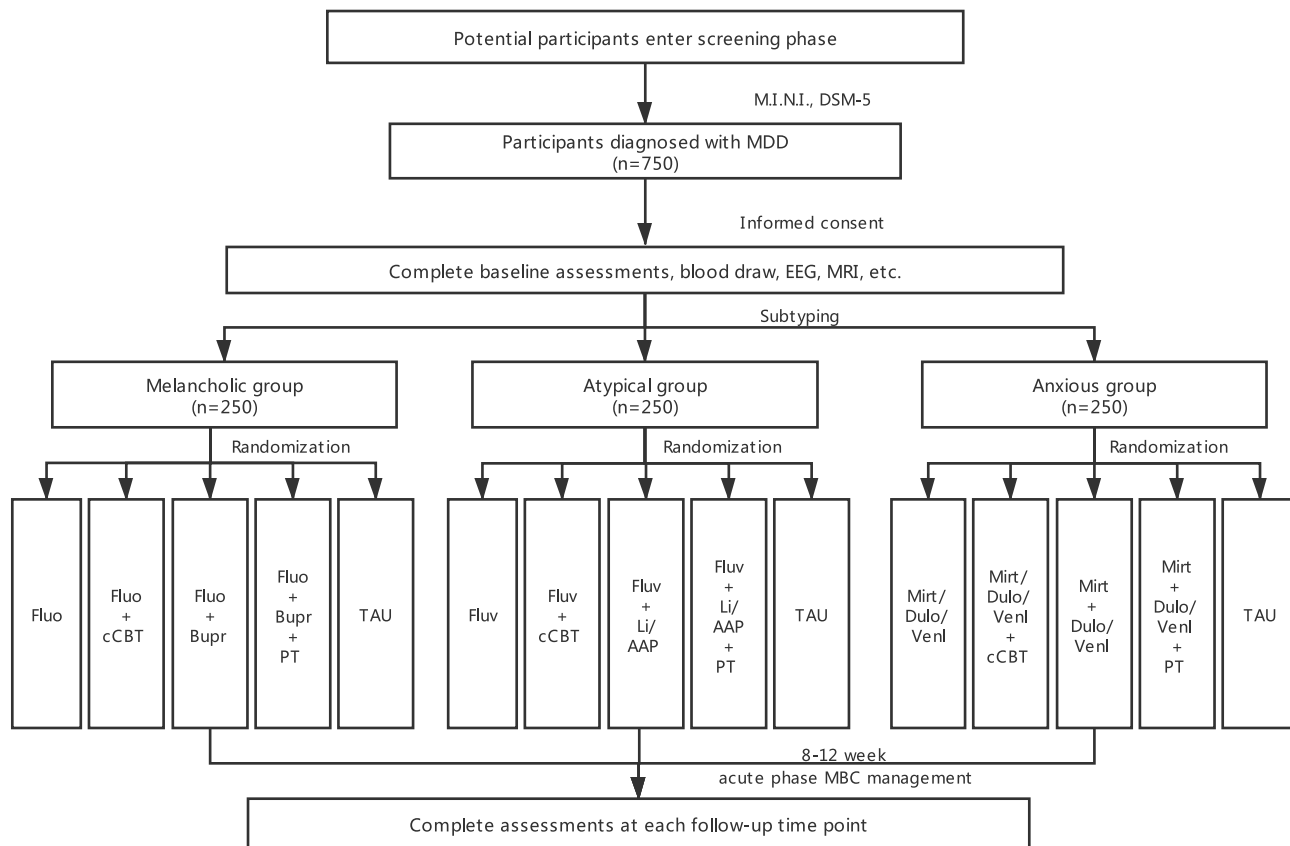 Potential participants enter screening phase
M.I.N.I., DSM-5
Participants diagnosed with MDD
(n=750)
Informed consent
Complete baseline assessments, blood draw, EEG, MRI, etc.
Subtyping
Melancholic group
(n=250)
Atypical group
(n=250)
Anxious group
(n=250)
Randomization
Randomization
Randomization
Fluo
Fluo
+
cCBT
Fluo
+
Bupr
Fluo
+
Bupr
+
PT
TAU
Fluv
Fluv
+
cCBT
Fluv
+
Li/
AAP
Fluv
+
Li/
AAP
+
PT
TAU
Mirt/
Dulo/
Venl
Mirt/
Dulo/
Venl
+
cCBT
Mirt
+
Dulo/
Venl
Mirt
+
Dulo/
Venl
+
PT
TAU
8-12 week
acute phase MBC management
Complete assessments at each follow-up time point